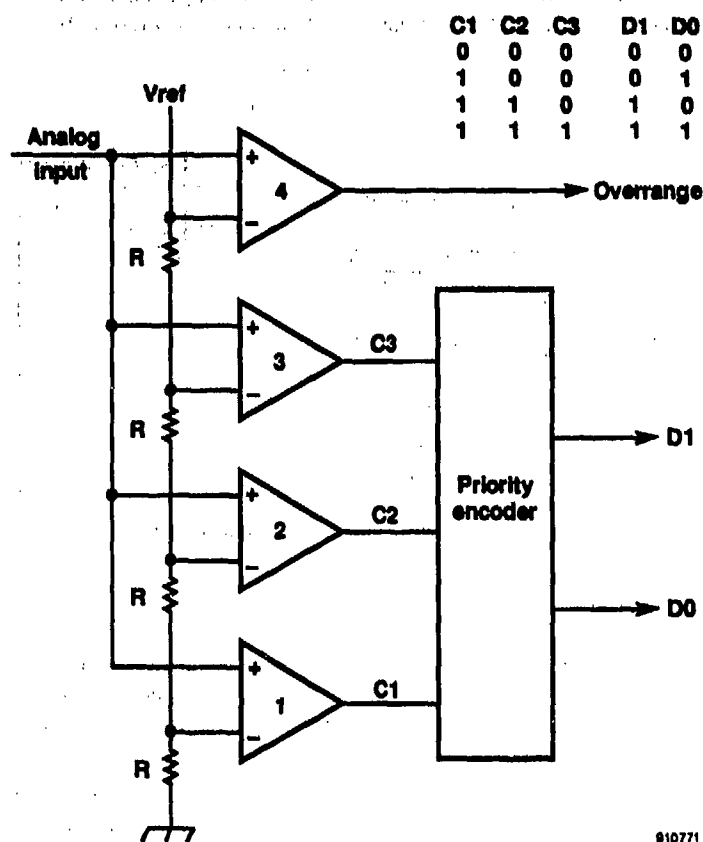 C1 C2 C3 D1 D0
0 0 0 0 0
1 0 0 0 1
1 1 0 1 0
1 1 1 1 1
Vref
Analog
input
+
-
4
Overrange
R
+
-
3
C3
R
D1
+
-
2
C2
Priority
encoder
R
D0
+
-
1
C1
R
910771